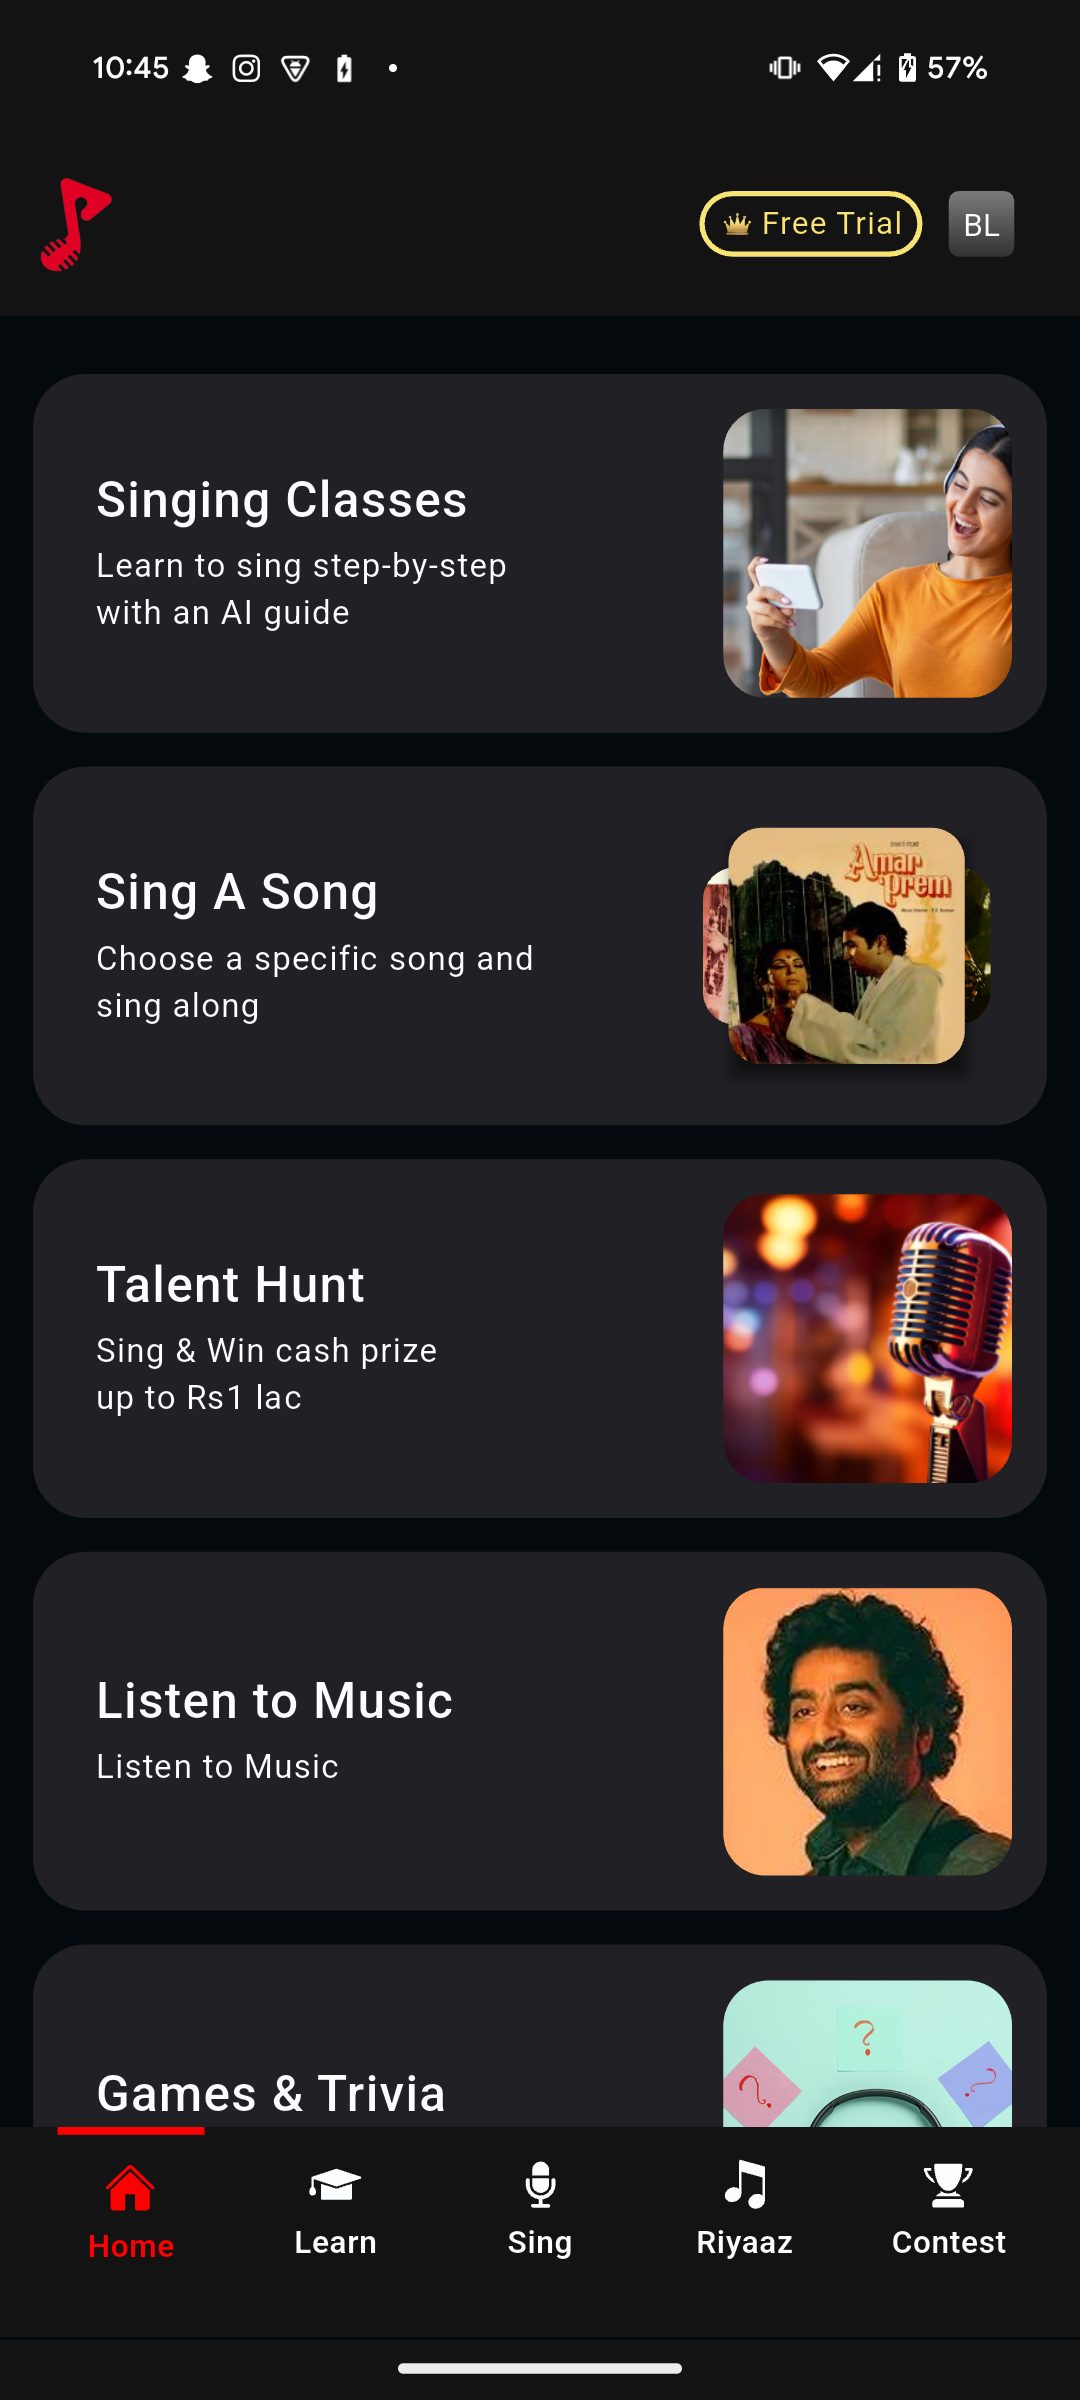 10:45
57%
Free Trial
BL
Singing Classes
Learn to sing step-by-step
with an AI guide
Sing A Song
Choose a specific song and
sing along
Amar
Prem
Talent Hunt
Sing & Win cash prize
up to Rs1 lac
Listen to Music
Listen to Music
Games & Trivia
?
?
?
Home
Learn
Sing
Riyaaz
Contest